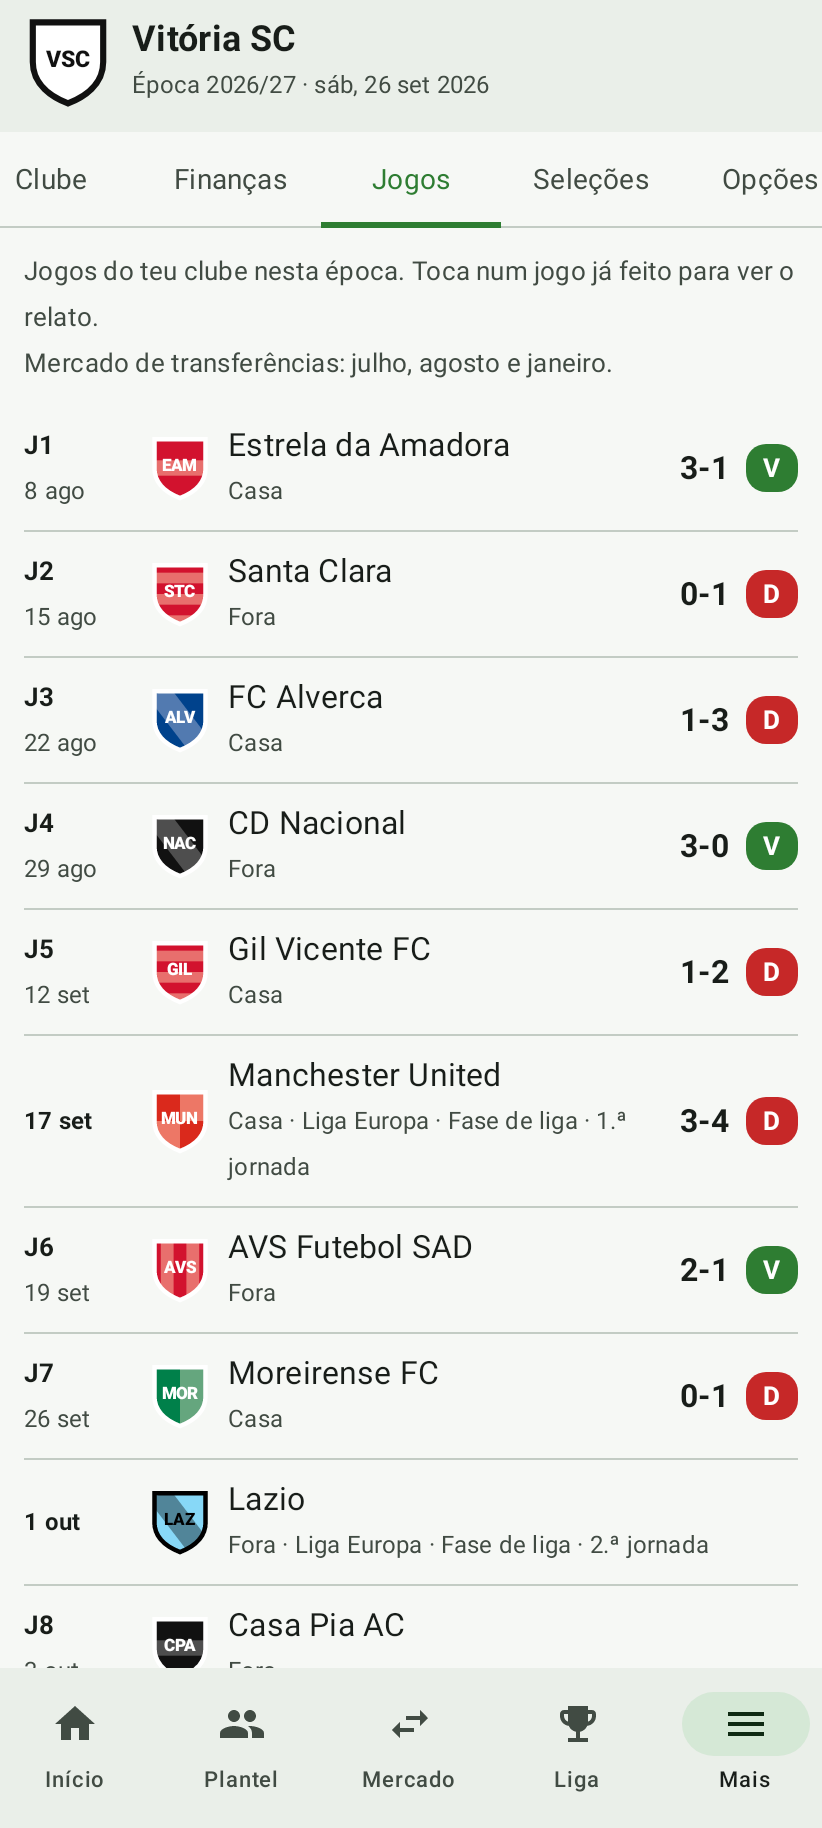 VSC
Vitória SC
Época 2026/27 · sáb, 26 set 2026
Clube Finanças Jogos Seleções Opções
Jogos do teu clube nesta época. Toca num jogo já feito para ver o
relato.
Mercado de transferências: julho, agosto e janeiro.
J1 EAM Estrela da Amadora 3-1 V
8 ago Casa
J2 STC Santa Clara 0-1 D
15 ago Fora
J3 ALV FC Alverca 1-3 D
22 ago Casa
J4 NAC CD Nacional 3-0 V
29 ago Fora
J5 GIL Gil Vicente FC 1-2 D
12 set Casa
Manchester United
17 set MUN Casa · Liga Europa · Fase de liga · 1.ª 3-4 D
jornada
J6 AVS AVS Futebol SAD 2-1 V
19 set Fora
J7 MOR Moreirense FC 0-1 D
26 set Casa
1 out LAZ Lazio
Fora · Liga Europa · Fase de liga · 2.ª jornada
J8 CPA Casa Pia AC
Início Plantel Mercado Liga Mais